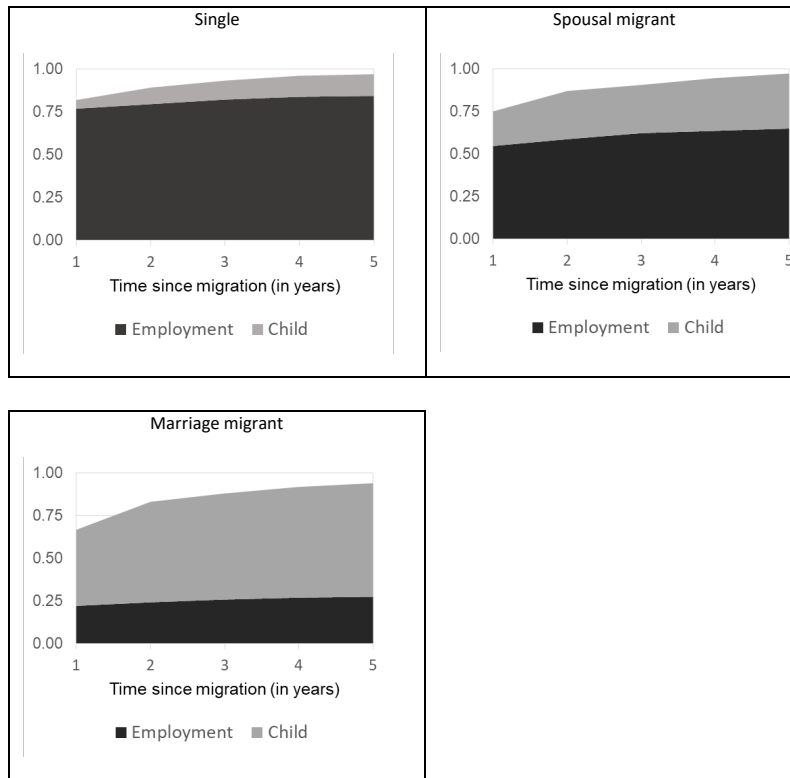 Single
1.00
0.75
0.50
0.25
0.00
1 2 3 4 5
Time since migration (in years)
Employment Child
Spousal migrant
1.00
0.75
0.50
0.25
0.00
1 2 3 4 5
Time since migration (in years)
Employment Child
Marriage migrant
1.00
0.75
0.50
0.25
0.00
1 2 3 4 5
Time since migration (in years)
Employment Child